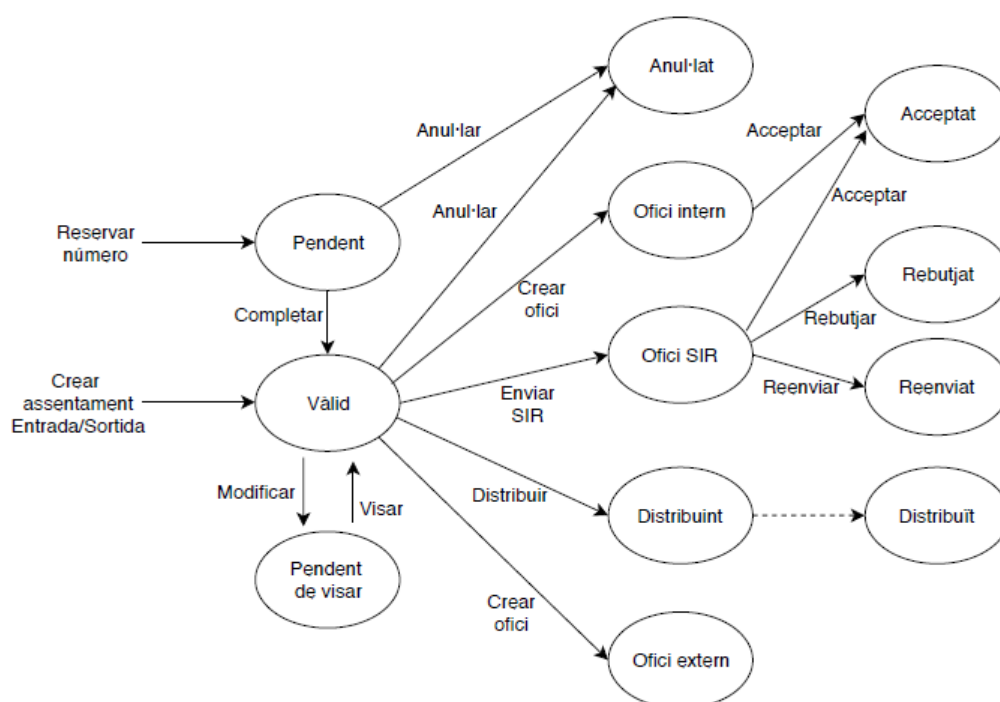 Anul·lat
Acceptat
Anul·lar
Acceptar
Anul·lar
Ofici intern
Acceptar
Reservar
número
Pendent
Rebutjat
Crear
ofici
Completar
Rebutjar
Ofici SIR
Crear
assentament
Entrada/Sortida
Vàlid
Enviar
SIR
Reenviar
Reenviat
Modificar
Visar
Distribuir
Distribuint
Distribuït
Pendent
de visar
Crear
ofici
Ofici extern